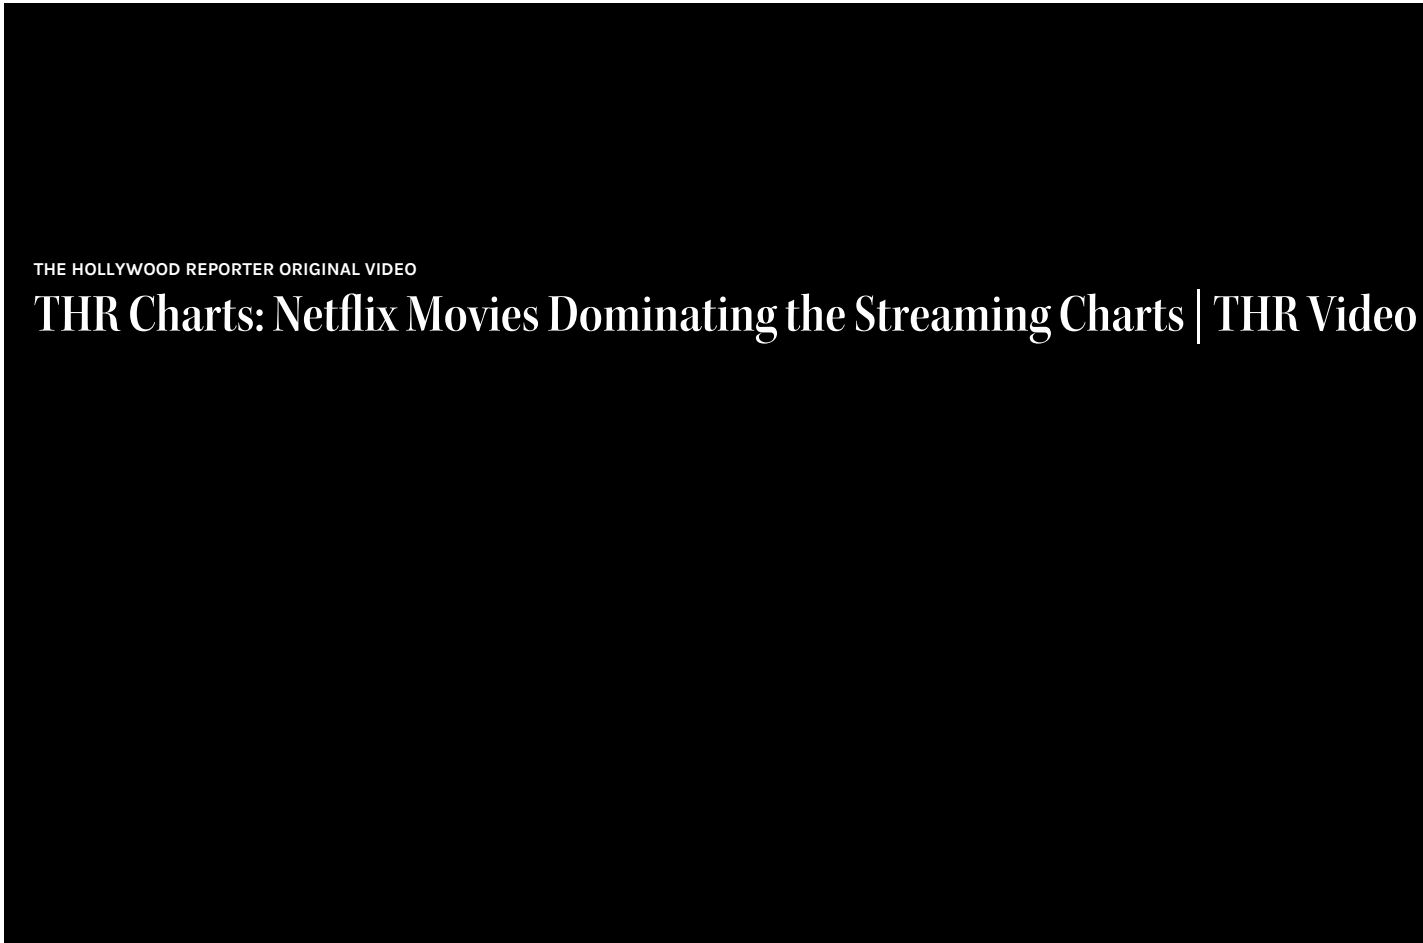 THE HOLLYWOOD REPORTER ORIGINAL VIDEO
THR Charts: Netflix Movies Dominating the Streaming Charts | THR Video